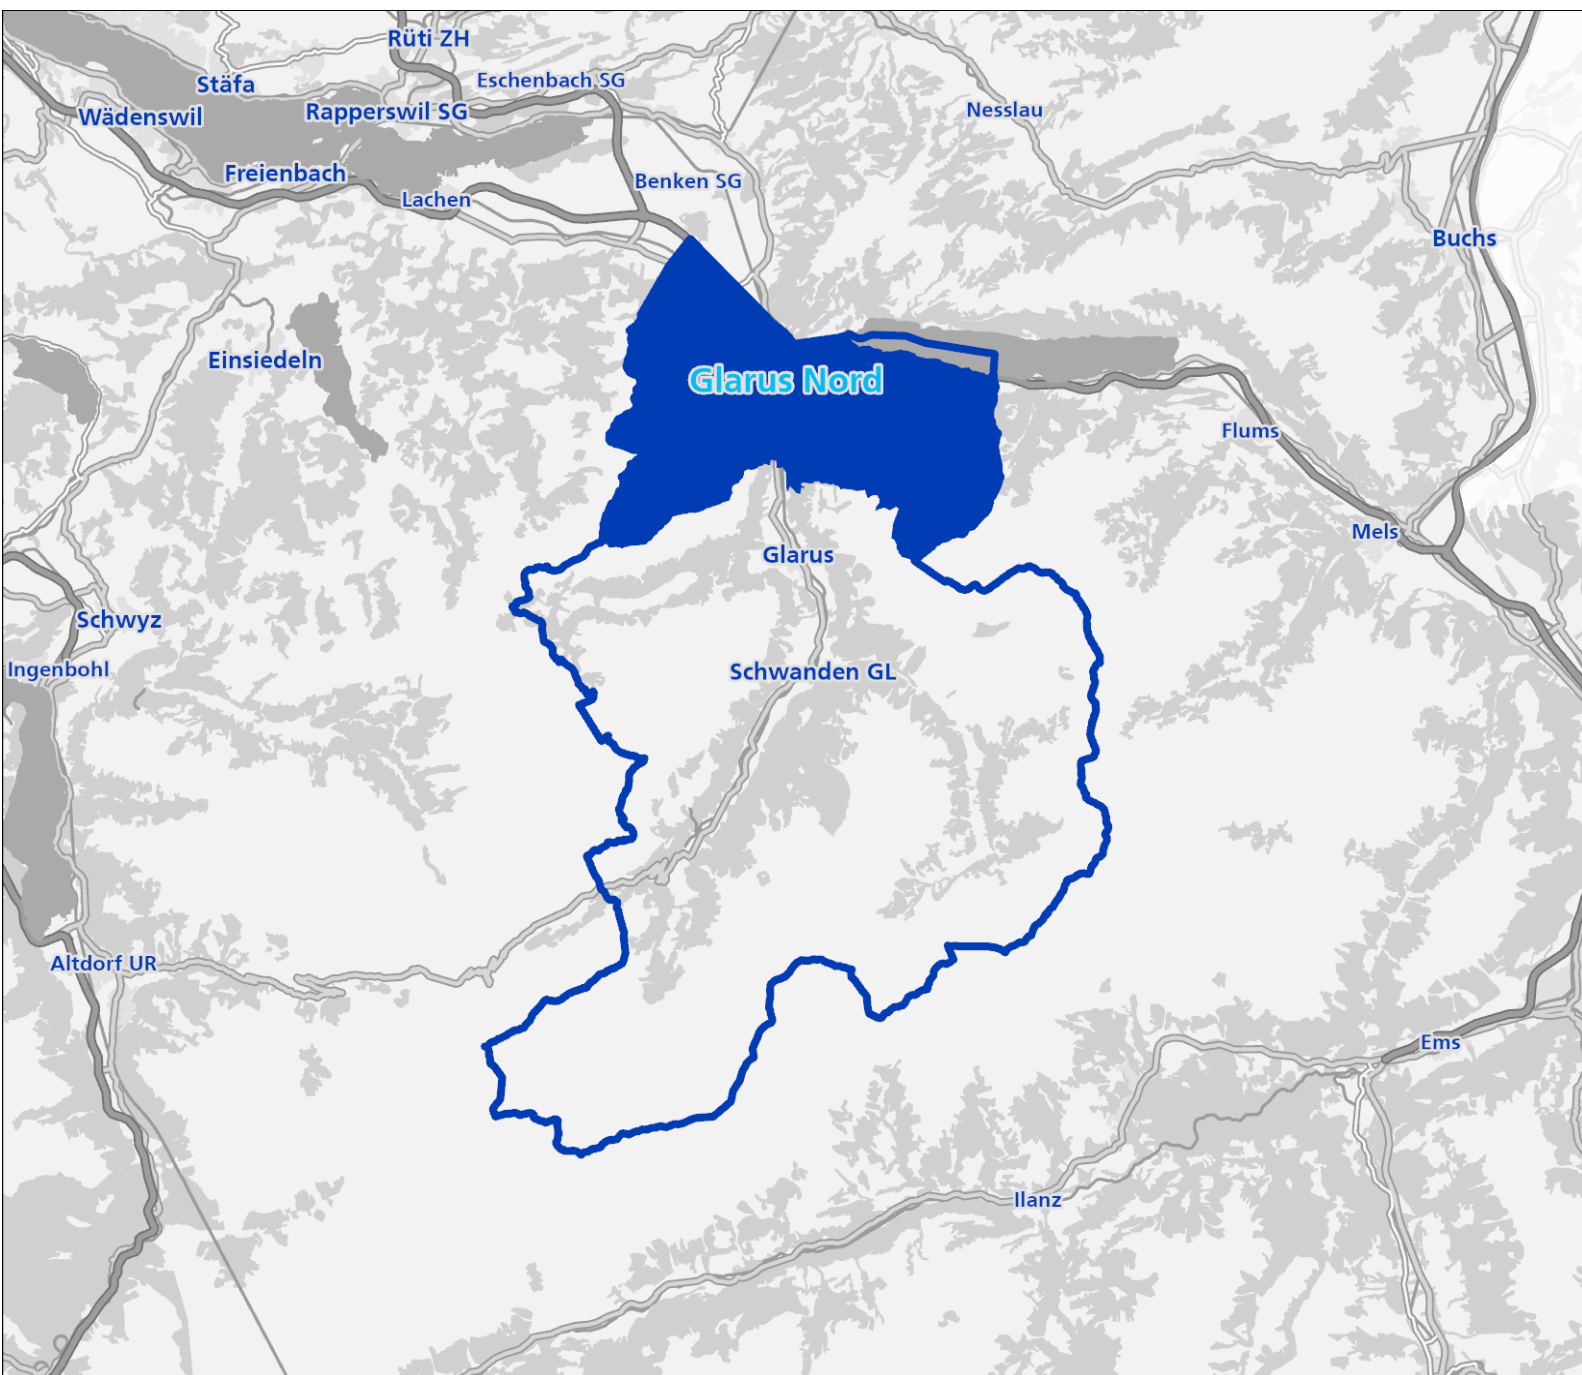 Rüti ZH
Stäfa
Eschenbach SG
Wädenswil
Rapperswil SG
Nesslau
Freienbach
Benken SG
Lachen
Buchs
Einsiedeln
Glarus Nord
Flums
Mels
Glarus
Schwyz
Ingenbohl
Schwanden GL
Altdorf UR
Ems
Ilanz